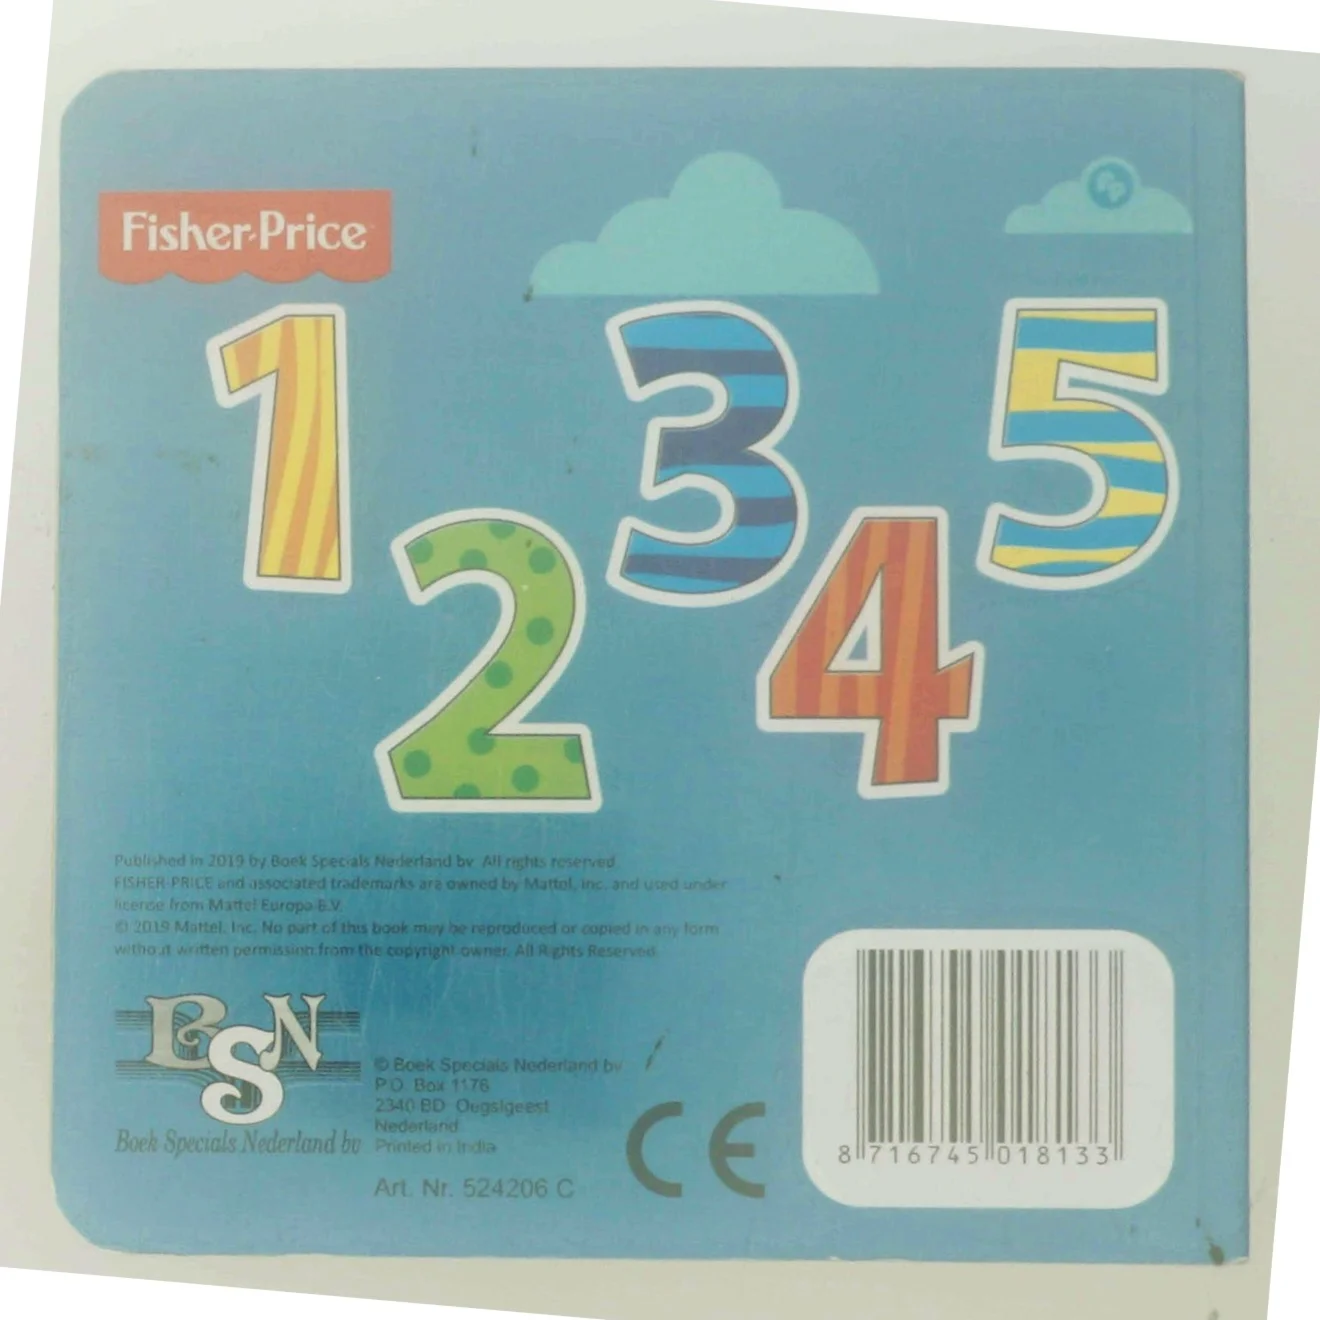 Fisher-Price
1
2
3
4
5
Published in 2019 by Boek Specials Nederland bv. All rights reserved.
FISHER-PRICE and associated trademarks are owned by Mattel, Inc. and used under
license from Mattel Europa B.V.
© 2019 Mattel, Inc. No part of this book may be reproduced or copied in any form
without written permission from the copyright owner. All Rights Reserved.
BSN
Boek Specials Nederland bv
© Boek Specials Nederland bv
P.O. Box 1176
2340 BD Oegstgeest
Nederland
Printed in India
Art. Nr. 524206 C
CE
8 716745 018133